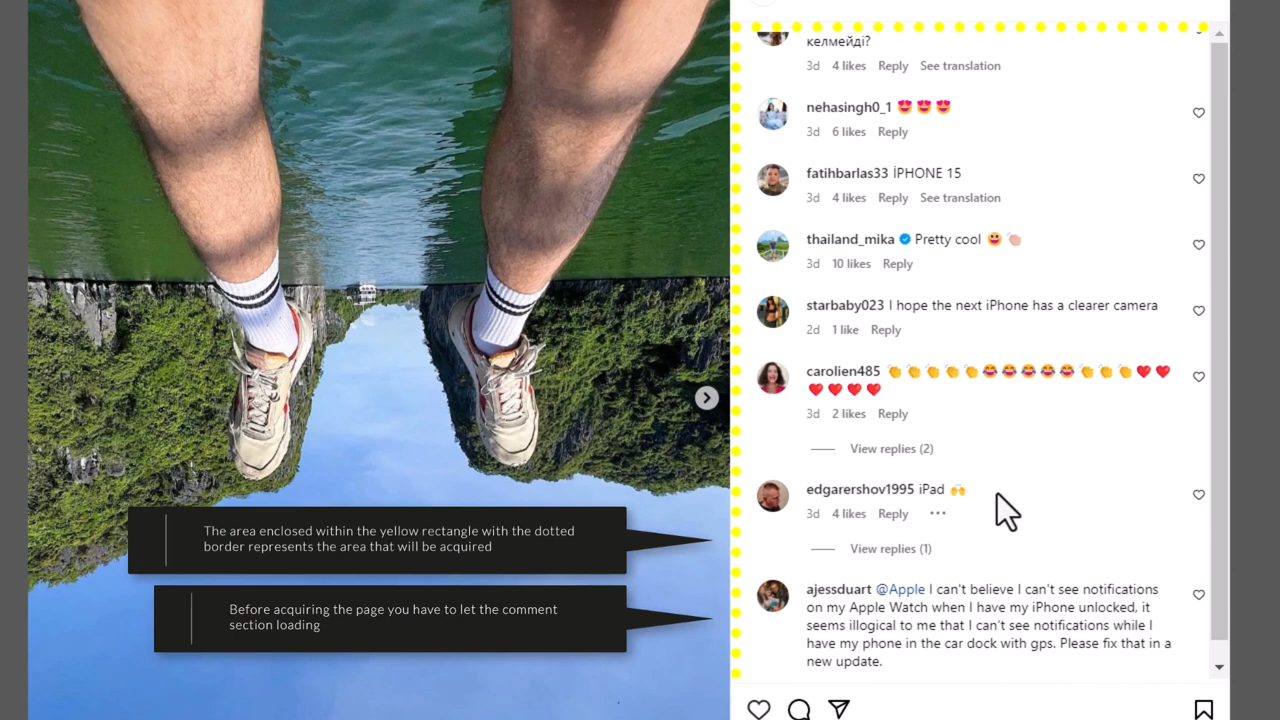 келмейді?
3d 4 likes Reply See translation
nehasingh0_1 😍 😍 😍
3d 6 likes Reply
fatihbarlas33 İPHONE 15
3d 4 likes Reply See translation
thailand_mika Pretty cool 😃 👏🏼
3d 10 likes Reply
starbaby023 I hope the next iPhone has a clearer camera
2d 1 like Reply
carolien485 👏 👏 👏 👏 👏 😂 😂 😂 😂 😂 👏 👏 👏 ❤️ ❤️
❤️ ❤️ ❤️ ❤️
3d 2 likes Reply
View replies (2)
edgarershov1995 iPad 🙌
3d 4 likes Reply ...
View replies (1)
ajessduart @Apple I can't believe I can't see notifications
on my Apple Watch when I have my iPhone unlocked, it
seems illogical to me that I can't see notifications while I
have my phone in the car dock with gps. Please fix that in a
new update.
The area enclosed within the yellow rectangle with the dotted
border represents the area that will be acquired
Before acquiring the page you have to let the comment
section loading